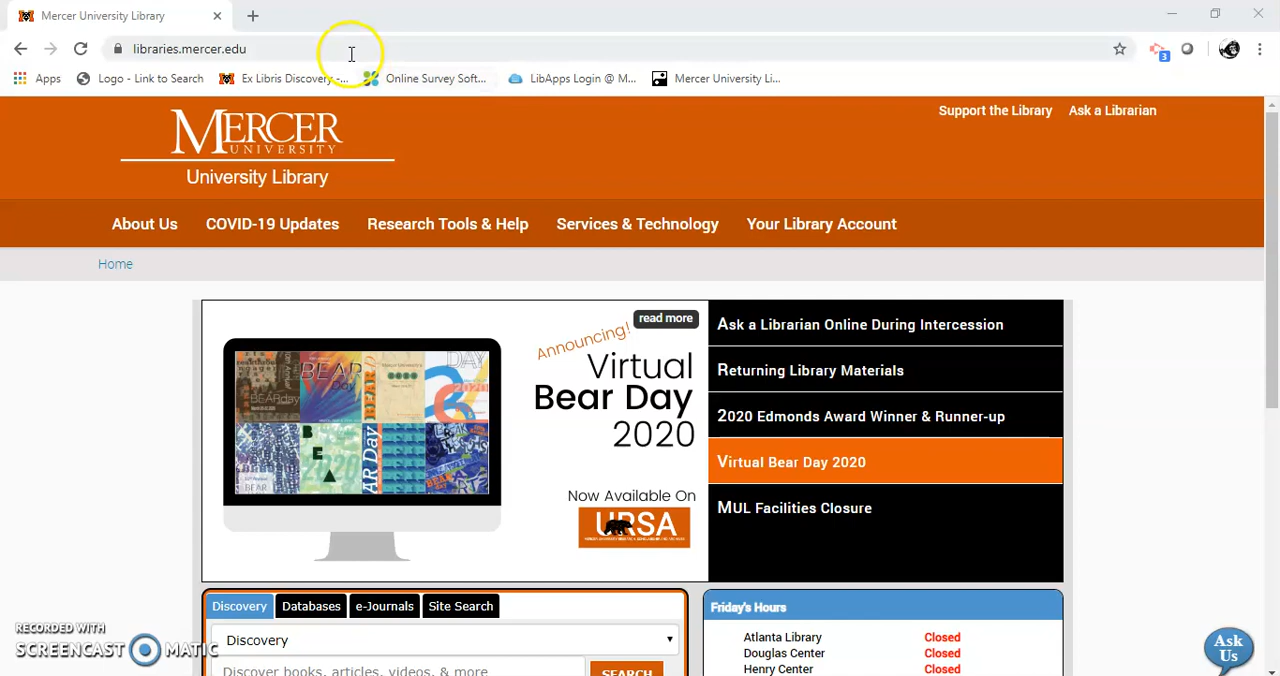 Mercer University Library
libraries.mercer.edu
3
Apps
Logo - Link to Search
Ex Libris Discovery -...
Online Survey Soft...
LibApps Login @ M...
Mercer University Li...
Support the Library
Ask a Librarian
MERCER
UNIVERSITY
University Library
About Us
COVID-19 Updates
Research Tools & Help
Services & Technology
Your Library Account
Home
read more
Announcing!
Virtual
Bear Day
2020
Now Available On
URSA
BEAR
DAY
BEAR Day
Ask a Librarian Online During Intercession
Returning Library Materials
2020 Edmonds Award Winner & Runner-up
Virtual Bear Day 2020
MUL Facilities Closure
Discovery
Databases
e-Journals
Site Search
Discovery
Discover books, articles, videos, & more
SEARCH
Friday's Hours
Atlanta Library Closed
Douglas Center Closed
Henry Center Closed
Ask
Us
RECORDED WITH
SCREENCAST MATIC